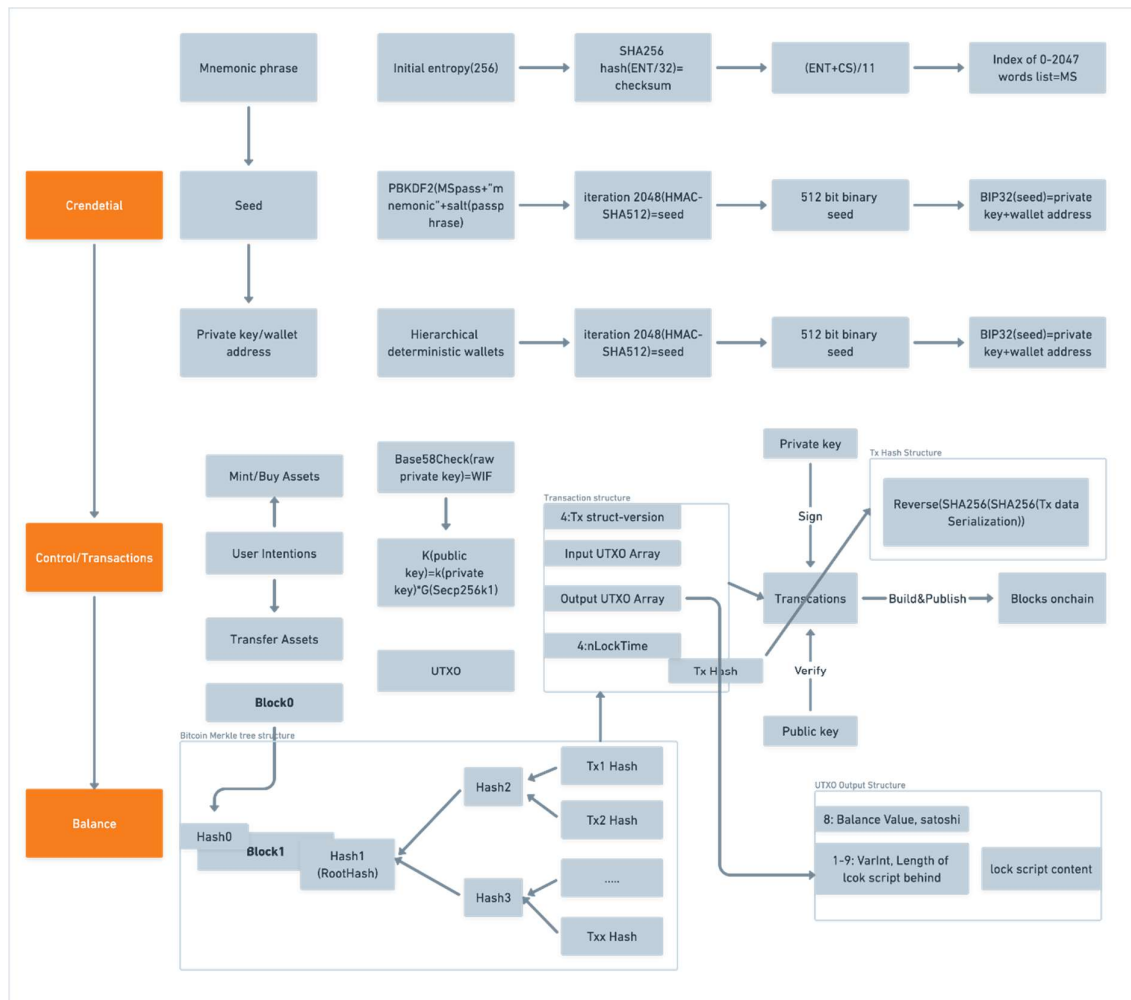 Mnemonic phrase
Initial entropy(256)
SHA256
hash(ENT/32)=
checksum
(ENT+CS)/11
Index of 0-2047
words list=MS
Crendetial
Seed
PBKDF2(MSpass+"m
nemonic"+salt(passp
hrase)
iteration 2048(HMAC-
SHA512)=seed
512 bit binary
seed
BIP32(seed)=private
key+wallet address
Private key/wallet
address
Hierarchical
deterministic wallets
iteration 2048(HMAC-
SHA512)=seed
512 bit binary
seed
BIP32(seed)=private
key+wallet address
Mint/Buy Assets
Base58Check(raw
private key)=WIF
Private key
Tx Hash Structure
Reverse(SHA256(SHA256(Tx data
Serialization))
Transaction structure
4:Tx struct-version
Sign
Control/Transactions
User Intentions
K(public
key)=k(private
key)*G(Secp256k1)
Input UTXO Array
Output UTXO Array
Transcations
Build&Publish
Blocks onchain
Transfer Assets
4:nLockTime
UTXO
Tx Hash
Verify
Block0
Public key
Bitcoin Merkle tree structure
Tx1 Hash
Hash2
UTXO Output Structure
Balance
Hash0
Block1
Hash1
(RootHash)
Tx2 Hash
8: Balance Value, satoshi
1-9: VarInt, Length of
lcok script behind
lock script content
.....
Hash3
Txx Hash